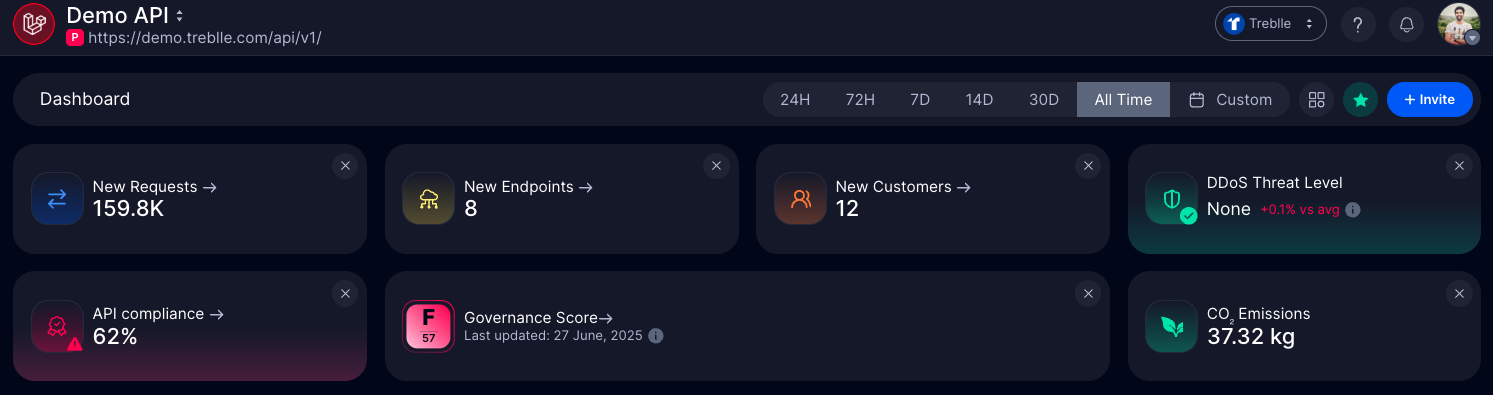 Demo API
P https://demo.treblle.com/api/v1/
Treblle
?
Dashboard
24H 72H 7D 14D 30D All Time Custom
+ Invite
New Requests →
159.8K
New Endpoints →
8
New Customers →
12
DDoS Threat Level
None +0.1% vs avg i
API compliance →
62%
F
57
Governance Score→
Last updated: 27 June, 2025 i
CO₂ Emissions
37.32 kg